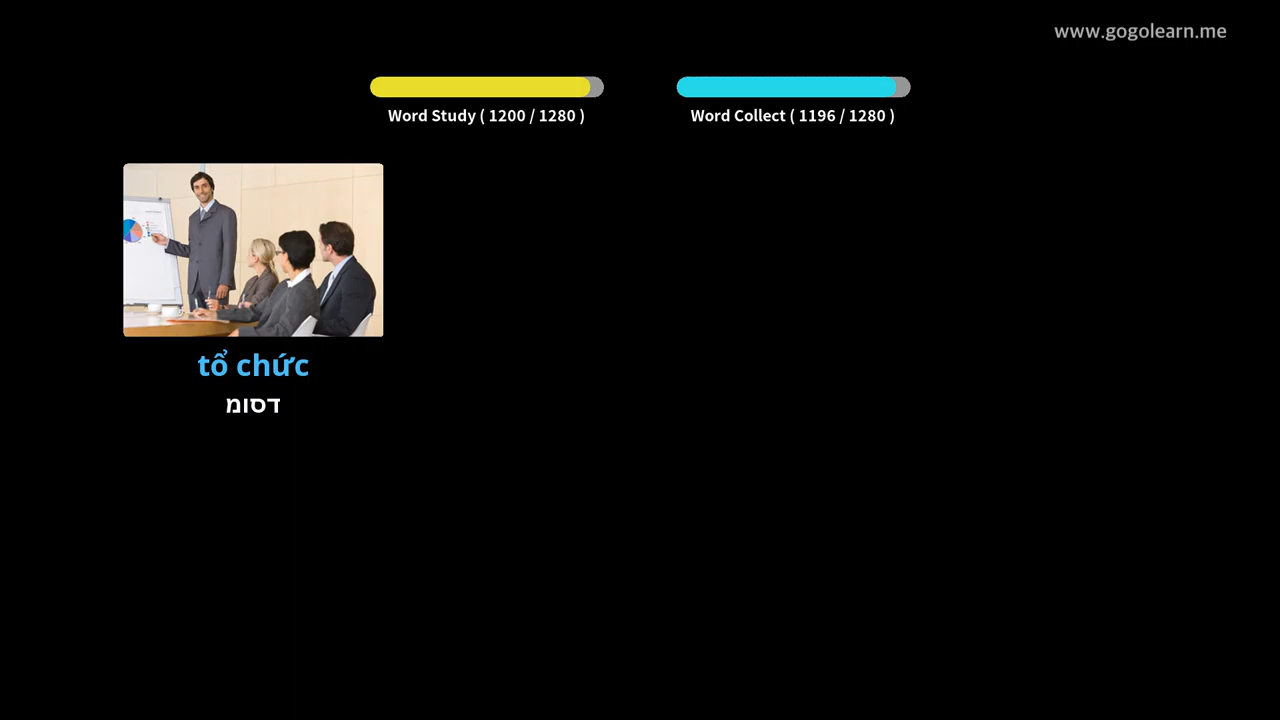 www.gogolearn.me
Word Study ( 1200 / 1280 )
Word Collect ( 1196 / 1280 )
tổ chức
דסומ